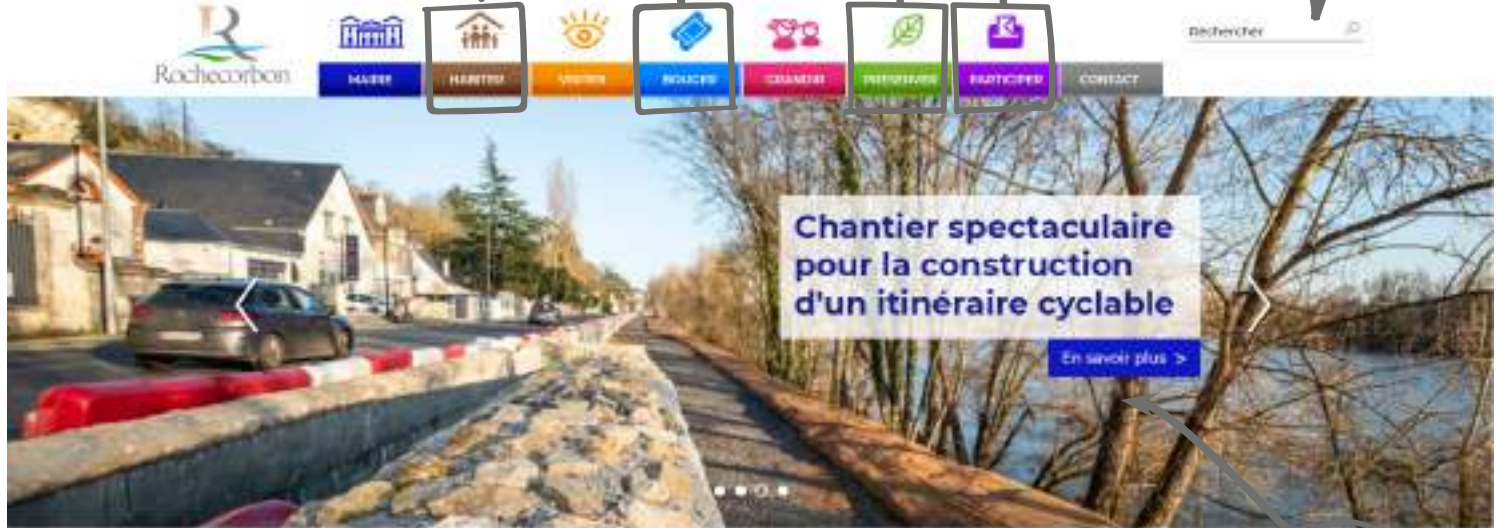 Rochecorbon
MAIRIE HABITER VISITER BOUGER GRANDIR PRÉSERVER PARTICIPER CONTACT
Rechercher
Chantier spectaculaire
pour la construction
d'un itinéraire cyclable
En savoir plus >